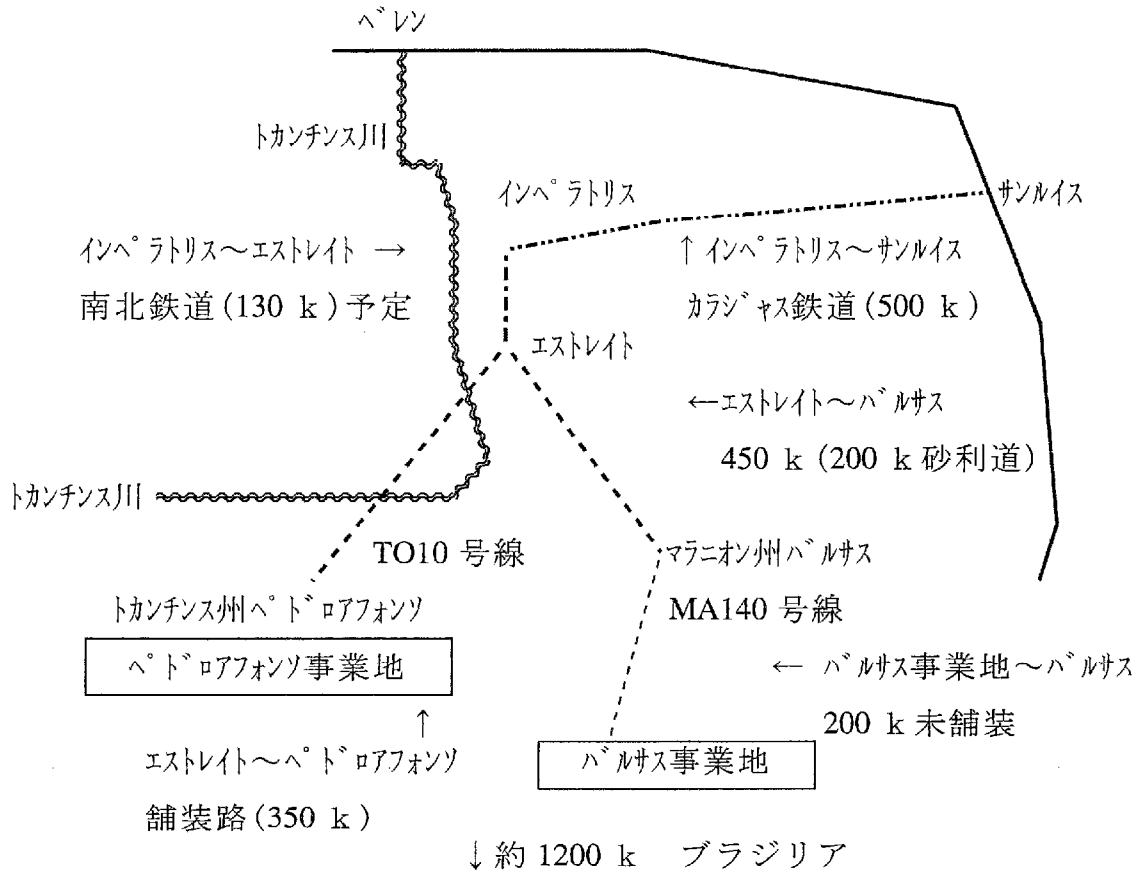 ベレン
トカンチンス川
インペラトリス
サンルイス
インペラトリス～エストレイト →
南北鉄道(130 k)予定
↑ インペラトリス～サンルイス
カラジャス鉄道(500 k)
エストレイト
←エストレイト～バルサス
450 k (200 k 砂利道)
トカンチンス川
TO10 号線
マラニオン州バルサス
トカンチンス州ペドロアフォンソ
MA140 号線
ペドロアフォンソ事業地
← バルサス事業地～バルサス
200 k 未舗装
↑
エストレイト～ペドロアフォンソ
舗装路(350 k)
バルサス事業地
↓約 1200 k ブラジリア